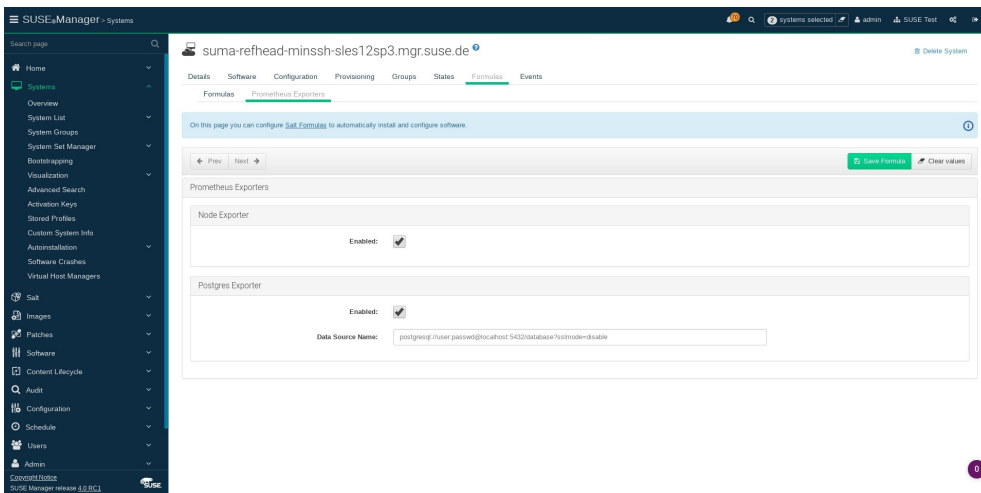 SUSE®Manager > Systems
70
2 systems selected
admin
SUSE Test
Search page
Home
Systems
Overview
System List
System Groups
System Set Manager
Bootstrapping
Visualization
Advanced Search
Activation Keys
Stored Profiles
Custom System Info
Autoinstallation
Software Crashes
Virtual Host Managers
Salt
Images
Patches
Software
Content Lifecycle
Audit
Configuration
Schedule
Users
Admin
Copyright Notice
SUSE Manager release 4.0 RC1
SUSE.
suma-refhead-minssh-sles12sp3.mgr.suse.de ?
Delete System
Details Software Configuration Provisioning Groups States Formulas Events
Formulas Prometheus Exporters
On this page you can configure Salt Formulas to automatically install and configure software.
Prev Next
Save Formula Clear values
Prometheus Exporters
Node Exporter
Enabled:
Postgres Exporter
Enabled:
Data Source Name: postgresql://user:passwd@localhost:5432/database?sslmode=disable
0